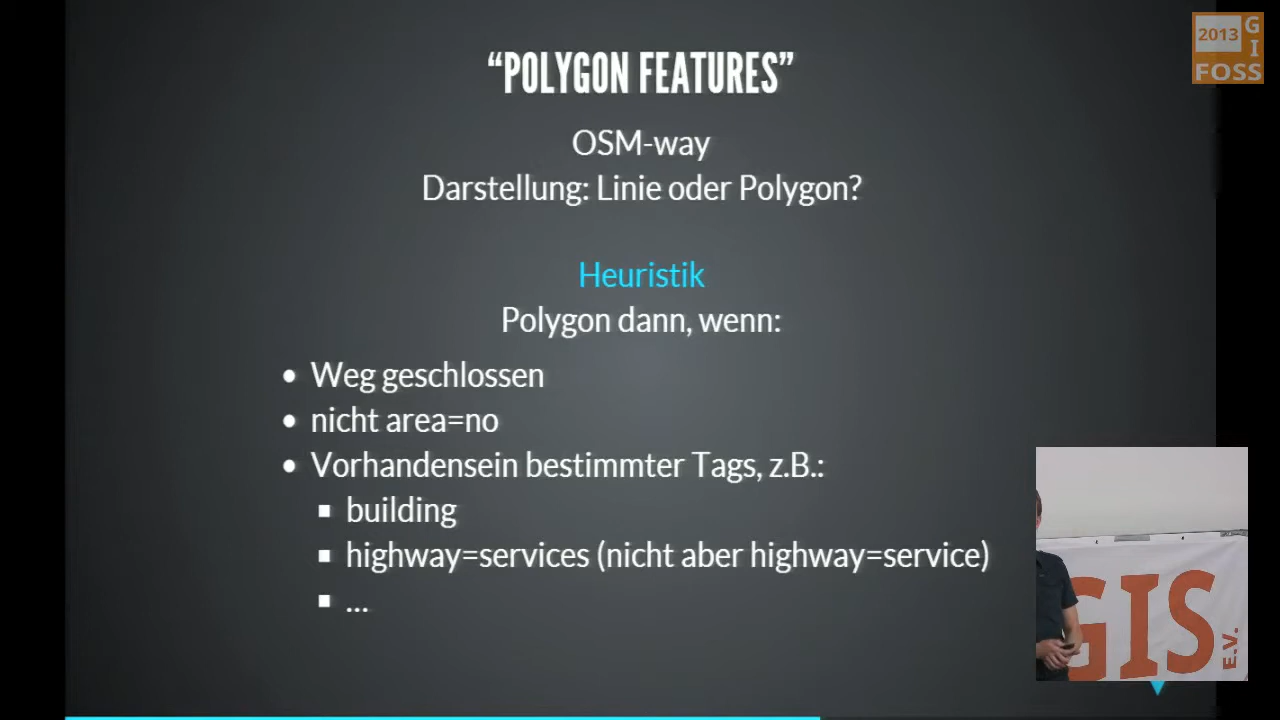 “POLYGON FEATURES”
OSM-way
Darstellung: Linie oder Polygon?
Heuristik
Polygon dann, wenn:
• Weg geschlossen
• nicht area=no
• Vorhandensein bestimmter Tags, z.B.:
▪ building
▪ highway=services (nicht aber highway=service)
▪ ...
2013
GI
FOSS
GIS
E.V.